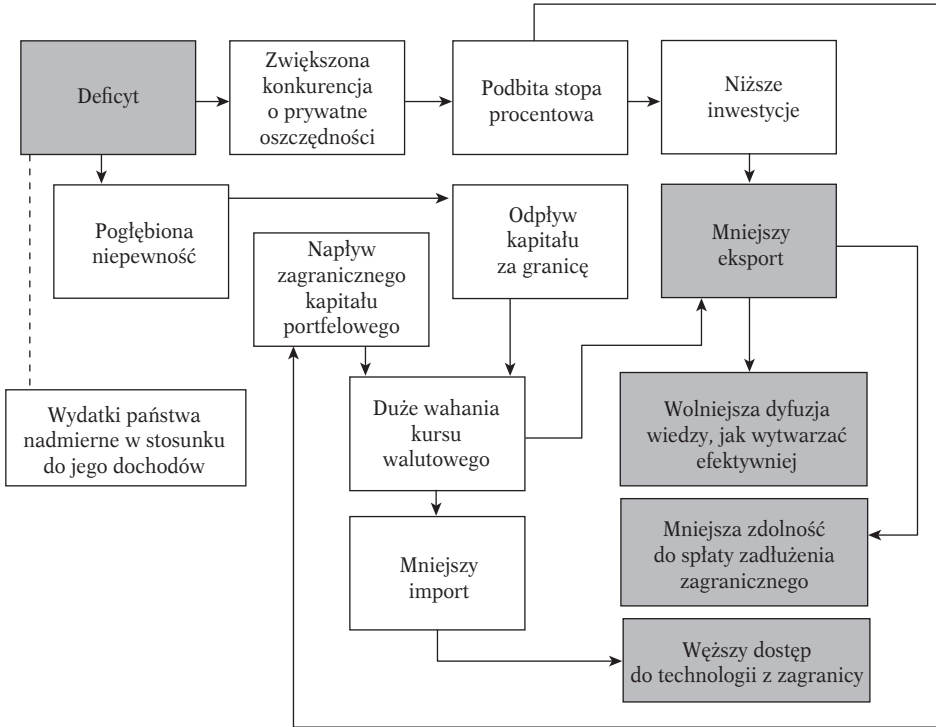 Deficyt
Zwiększona
konkurencja
o prywatne
oszczędności
Podbita stopa
procentowa
Niższe
inwestycje
Pogłębiona
niepewność
Napływ
zagranicznego
kapitału
portfelowego
Odpływ
kapitału
za granicę
Mniejszy
eksport
Wydatki państwa
nadmierne w stosunku
do jego dochodów
Duże wahania
kursu
walutowego
Wolniejsza dyfuzja
wiedzy, jak wytwarzać
efektywniej
Mniejszy
import
Mniejsza zdolność
do spłaty zadłużenia
zagranicznego
Węższy dostęp
do technologii z zagranicy